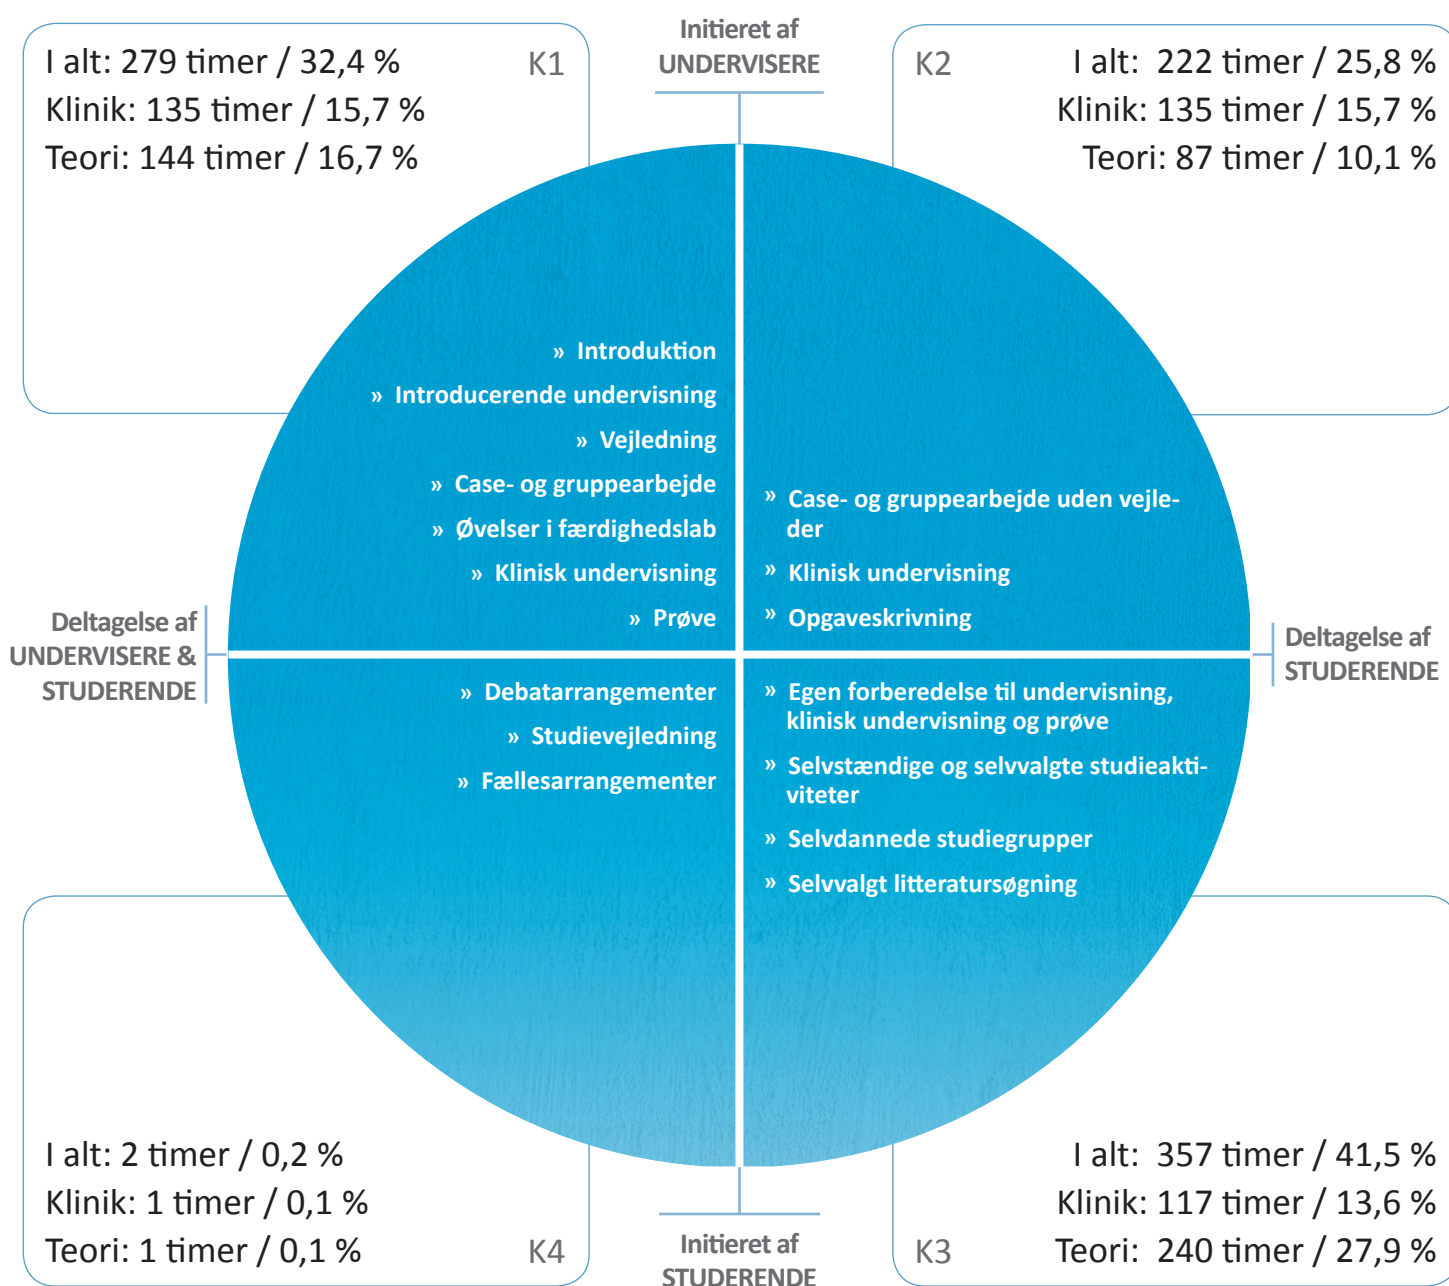 Initieret af
UNDERVISERE
I alt: 279 timer / 32,4 %
Klinik: 135 timer / 15,7 %
Teori: 144 timer / 16,7 %
K1
K2
I alt: 222 timer / 25,8 %
Klinik: 135 timer / 15,7 %
Teori: 87 timer / 10,1 %
» Introduktion
» Introducerende undervisning
» Vejledning
» Case- og gruppearbejde
» Øvelser i færdighedslab
» Klinisk undervisning
» Prøve
» Case- og gruppearbejde uden vejle-
der
» Klinisk undervisning
» Opgaveskrivning
Deltagelse af
UNDERVISERE &
STUDERENDE
Deltagelse af
STUDERENDE
» Debatarrangementer
» Studievejledning
» Fællesarrangementer
» Egen forberedelse til undervisning,
klinisk undervisning og prøve
» Selvstændige og selvvalgte studieakti-
viteter
» Selvdannede studiegrupper
» Selvvalgt litteratursøgning
I alt: 2 timer / 0,2 %
Klinik: 1 timer / 0,1 %
Teori: 1 timer / 0,1 %
K4
Initieret af
STUDERENDE
K3
I alt: 357 timer / 41,5 %
Klinik: 117 timer / 13,6 %
Teori: 240 timer / 27,9 %